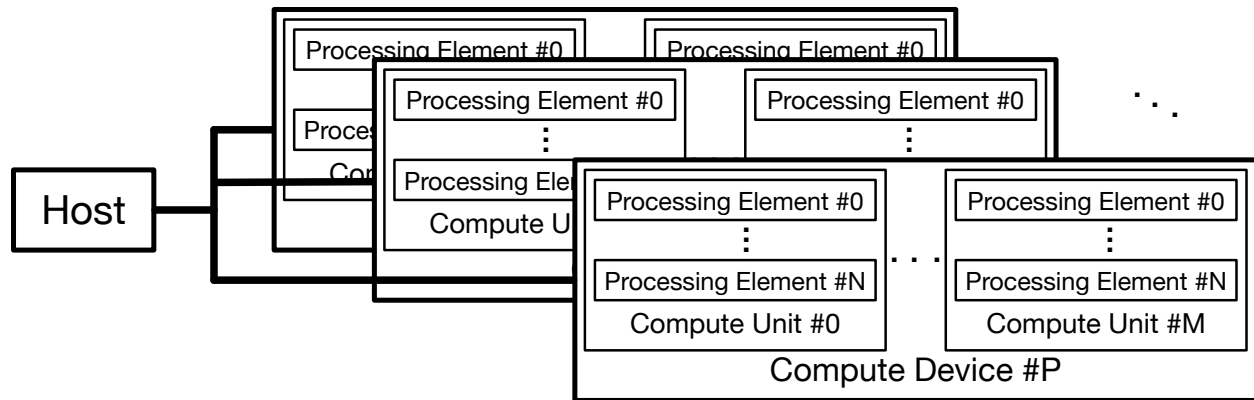 Processing Element #0
Processing Element #0
Processing Element #0
Processing Element #0
Host
Processing Element #0
Processing Element #0
Processing Element #N
Processing Element #N
Compute Unit #0
Compute Unit #M
Compute Device #P